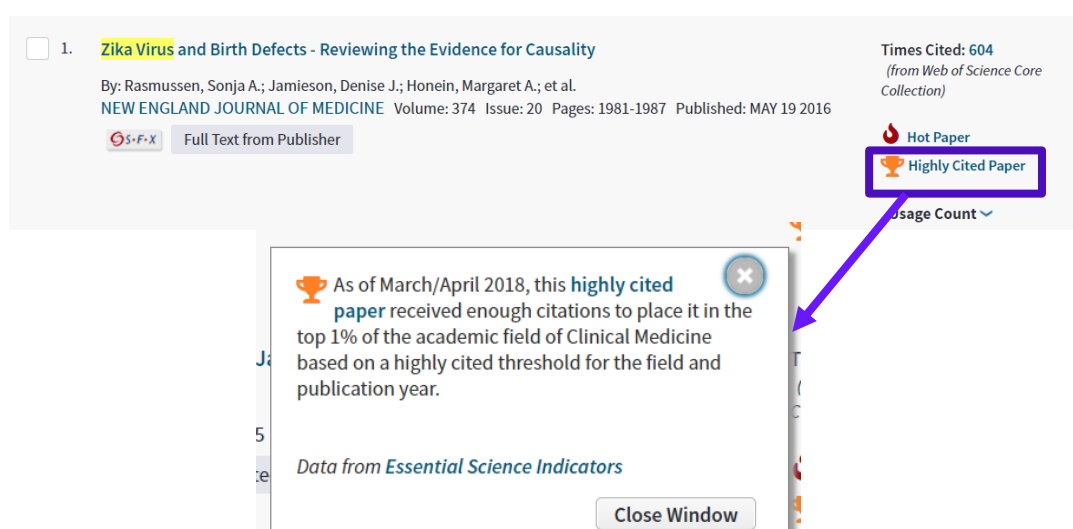 1. Zika Virus and Birth Defects - Reviewing the Evidence for Causality
By: Rasmussen, Sonja A.; Jamieson, Denise J.; Honein, Margaret A.; et al.
NEW ENGLAND JOURNAL OF MEDICINE Volume: 374 Issue: 20 Pages: 1981-1987 Published: MAY 19 2016
S·F·X Full Text from Publisher
Times Cited: 604
(from Web of Science Core
Collection)
Hot Paper
Highly Cited Paper
Usage Count
As of March/April 2018, this highly cited
paper received enough citations to place it in the
top 1% of the academic field of Clinical Medicine
based on a highly cited threshold for the field and
publication year.
Data from Essential Science Indicators
Close Window